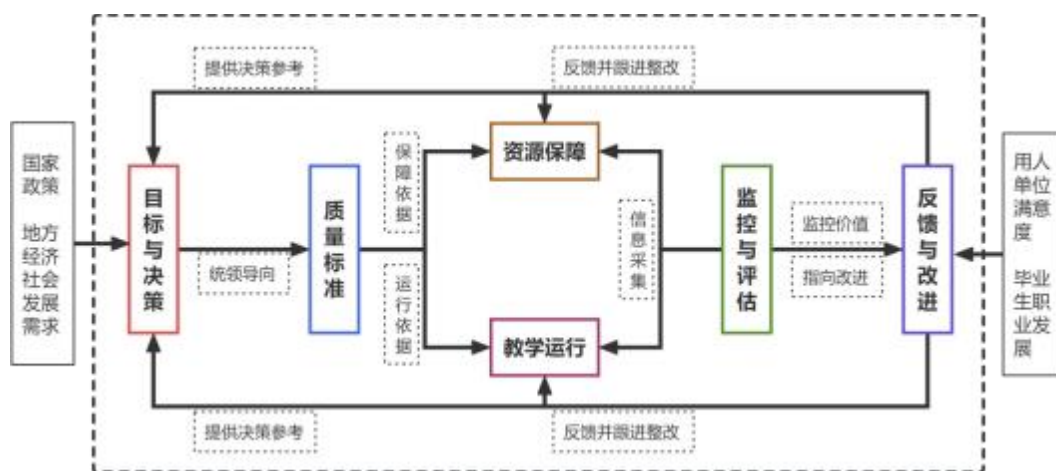 提供决策参考
反馈并跟进整改
国家
政策
地方
经济
社会
发展
需求
目标与决策
统领导向
质量标准
保障依据
运行依据
资源保障
教学运行
信息采集
监控与评估
监控价值
指向改进
反馈与改进
用人
单位
满意
度
毕业
生职
业发
展
提供决策参考
反馈并跟进整改